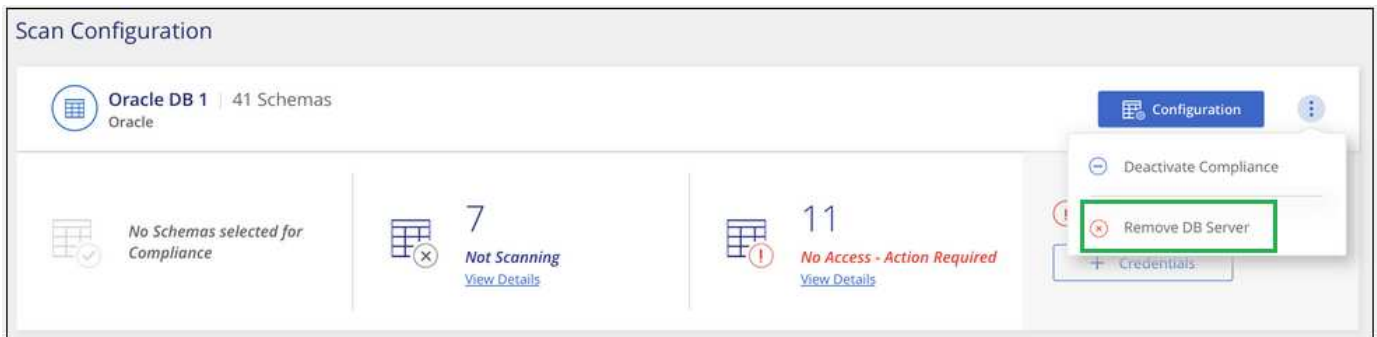 Scan Configuration
Oracle DB 1 | 41 Schemas
Oracle
Configuration
Deactivate Compliance
Remove DB Server
No Schemas selected for
Compliance
7
Not Scanning
View Details
11
No Access - Action Required
View Details
+ Credentials